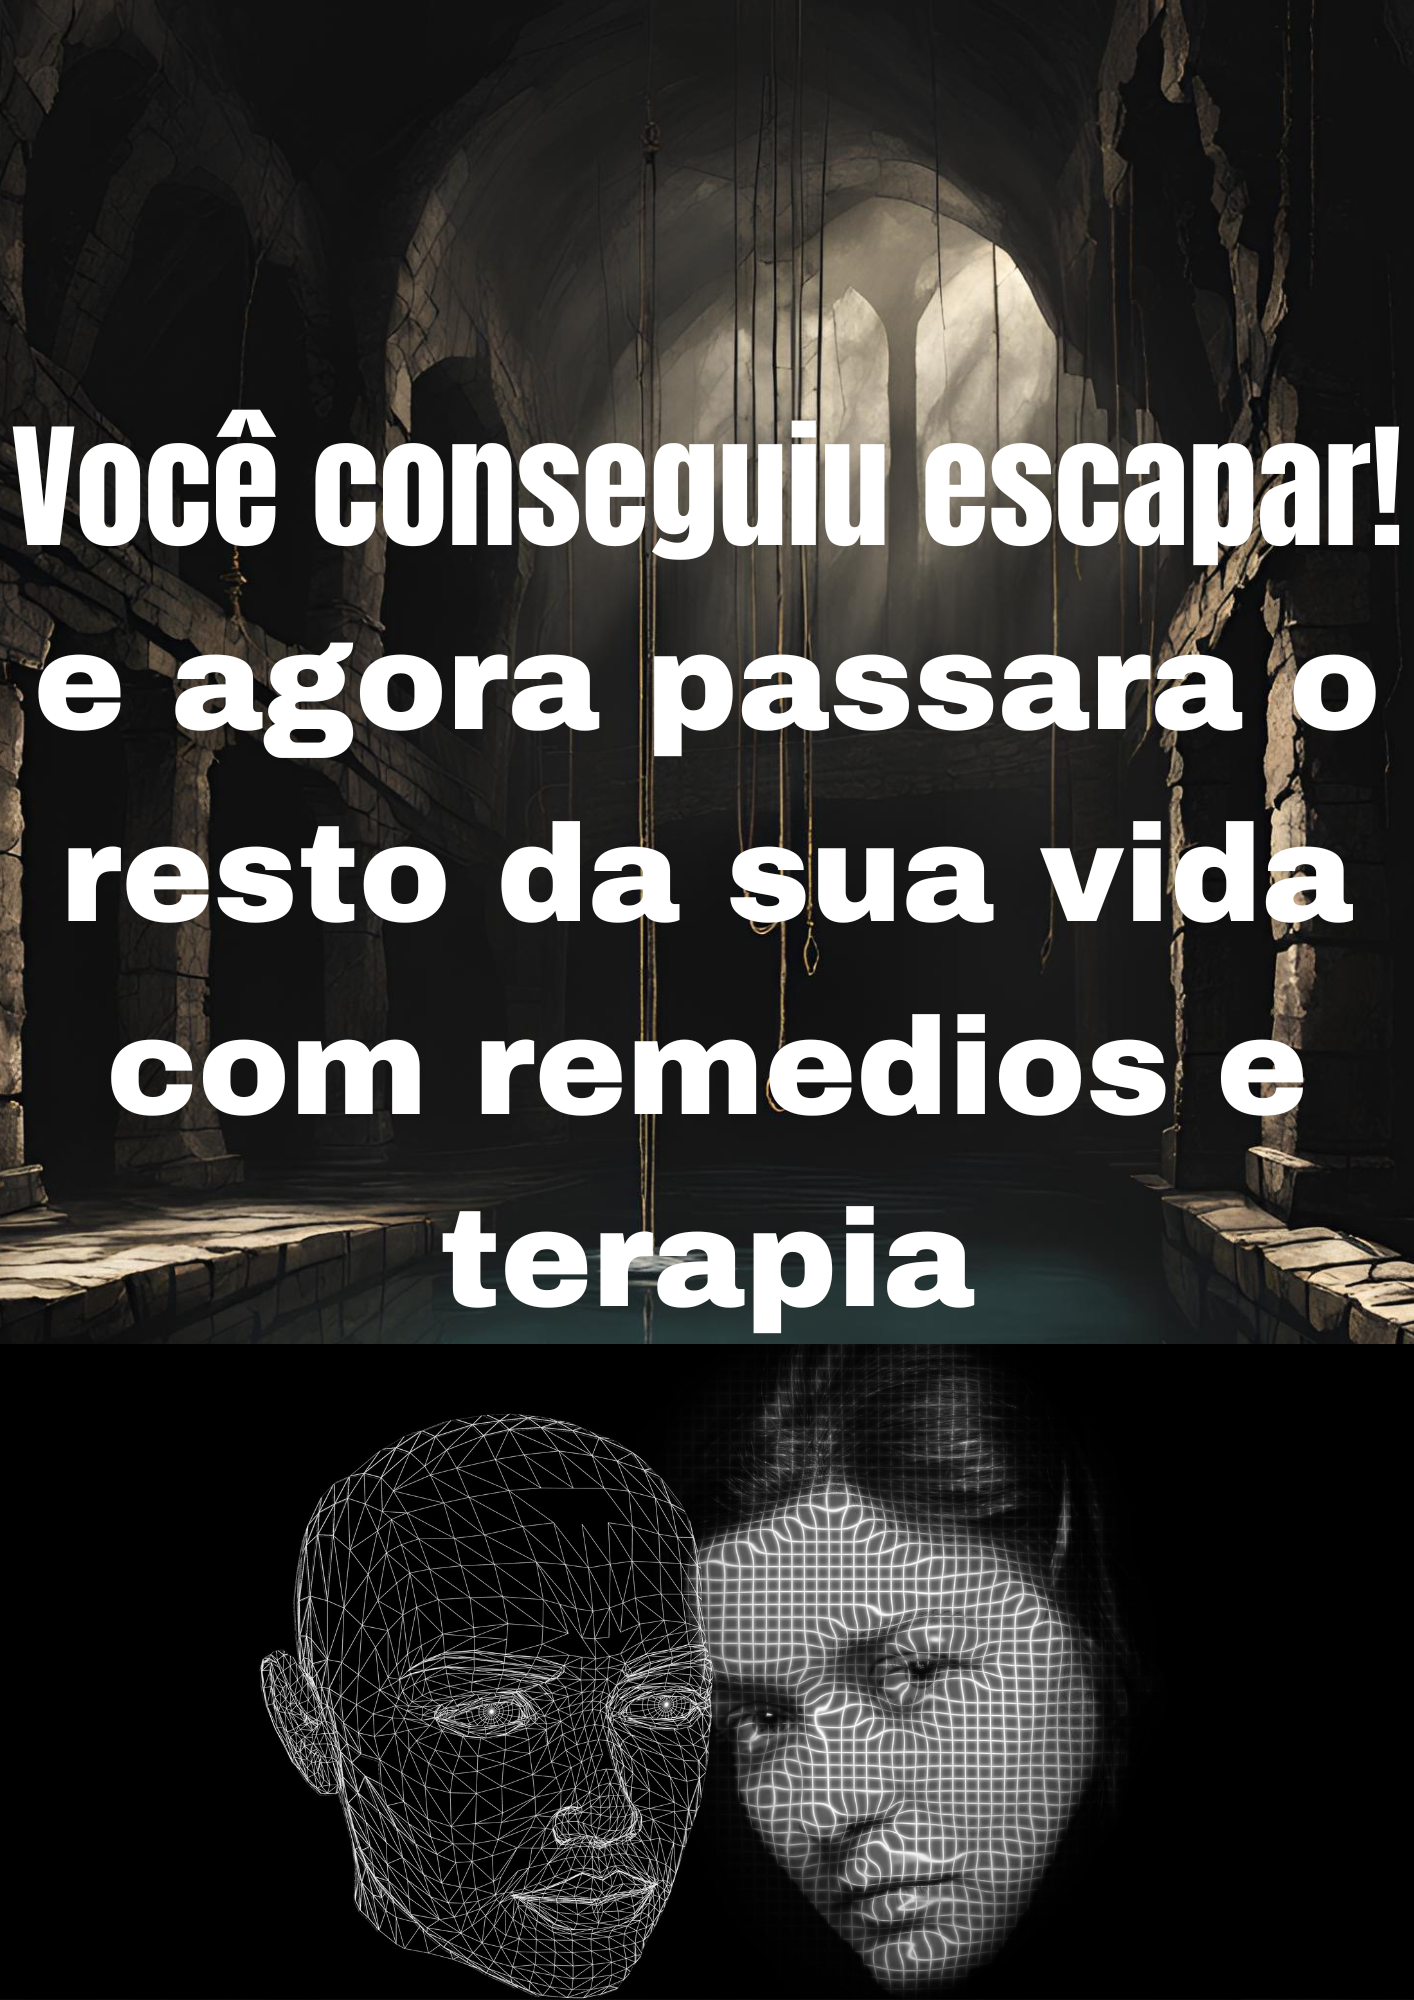 Você conseguiu escapar!
e agora passara o
resto da sua vida
com remedios e
terapia